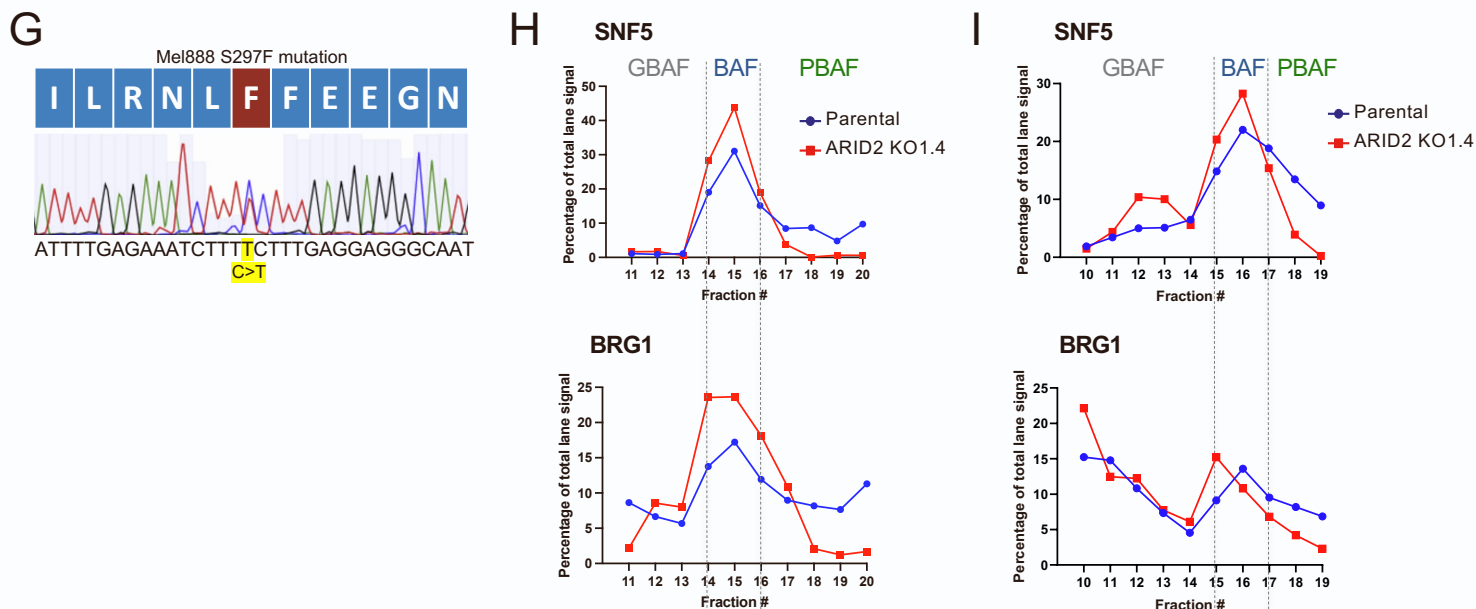 G
Mel888 S297F mutation
I L R N L F F E E G N
ATTTTGAGAAATCTTTTCTTTGAGGAGGGCAAT
C>T
H
SNF5
GBAF BAF PBAF
Percentage of total lane signal
50
40
30
20
10
0
11 12 13 14 15 16 17 18 19 20
Fraction #
Parental
ARID2 KO1.4
BRG1
Percentage of total lane signal
25
20
15
10
5
0
11 12 13 14 15 16 17 18 19 20
Fraction #
I
SNF5
GBAF BAF PBAF
Percentage of total lane signal
30
20
10
0
10 11 12 13 14 15 16 17 18 19
Fraction #
Parental
ARID2 KO1.4
BRG1
Percentage of total lane signal
25
20
15
10
5
0
10 11 12 13 14 15 16 17 18 19
Fraction #